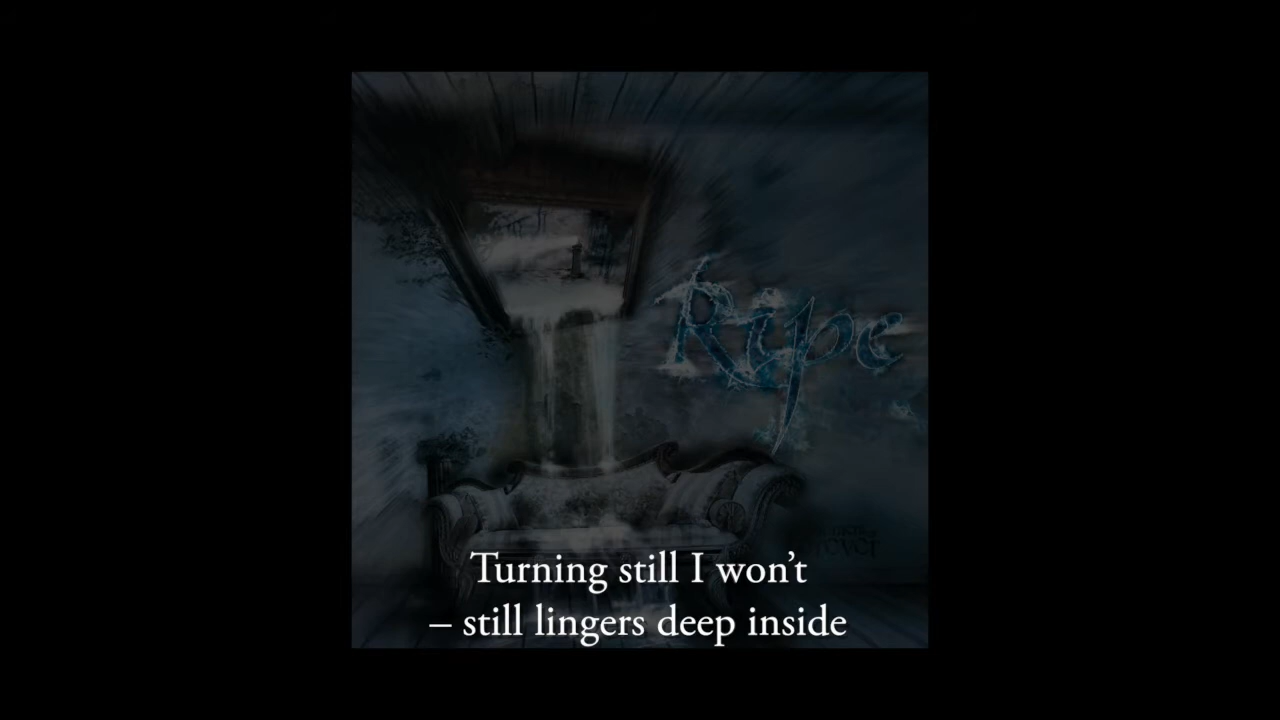 Ripe
Turning still I won’t
– still lingers deep inside